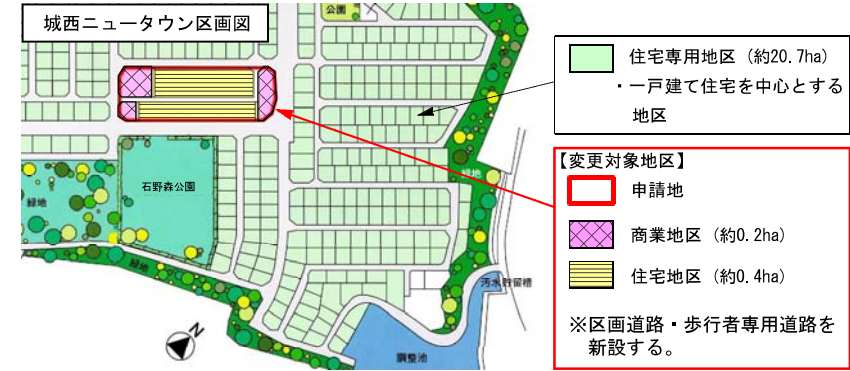 城西ニュータウン区画図
公園
石野森公園
緑地
緑地
緑地
汚水貯留槽
調整池
N
住宅専用地区(約20.7ha)
・一戸建て住宅を中心とする
地区
【変更対象地区】
申請地
商業地区(約0.2ha)
住宅地区(約0.4ha)
※区画道路・歩行者専用道路を
新設する。